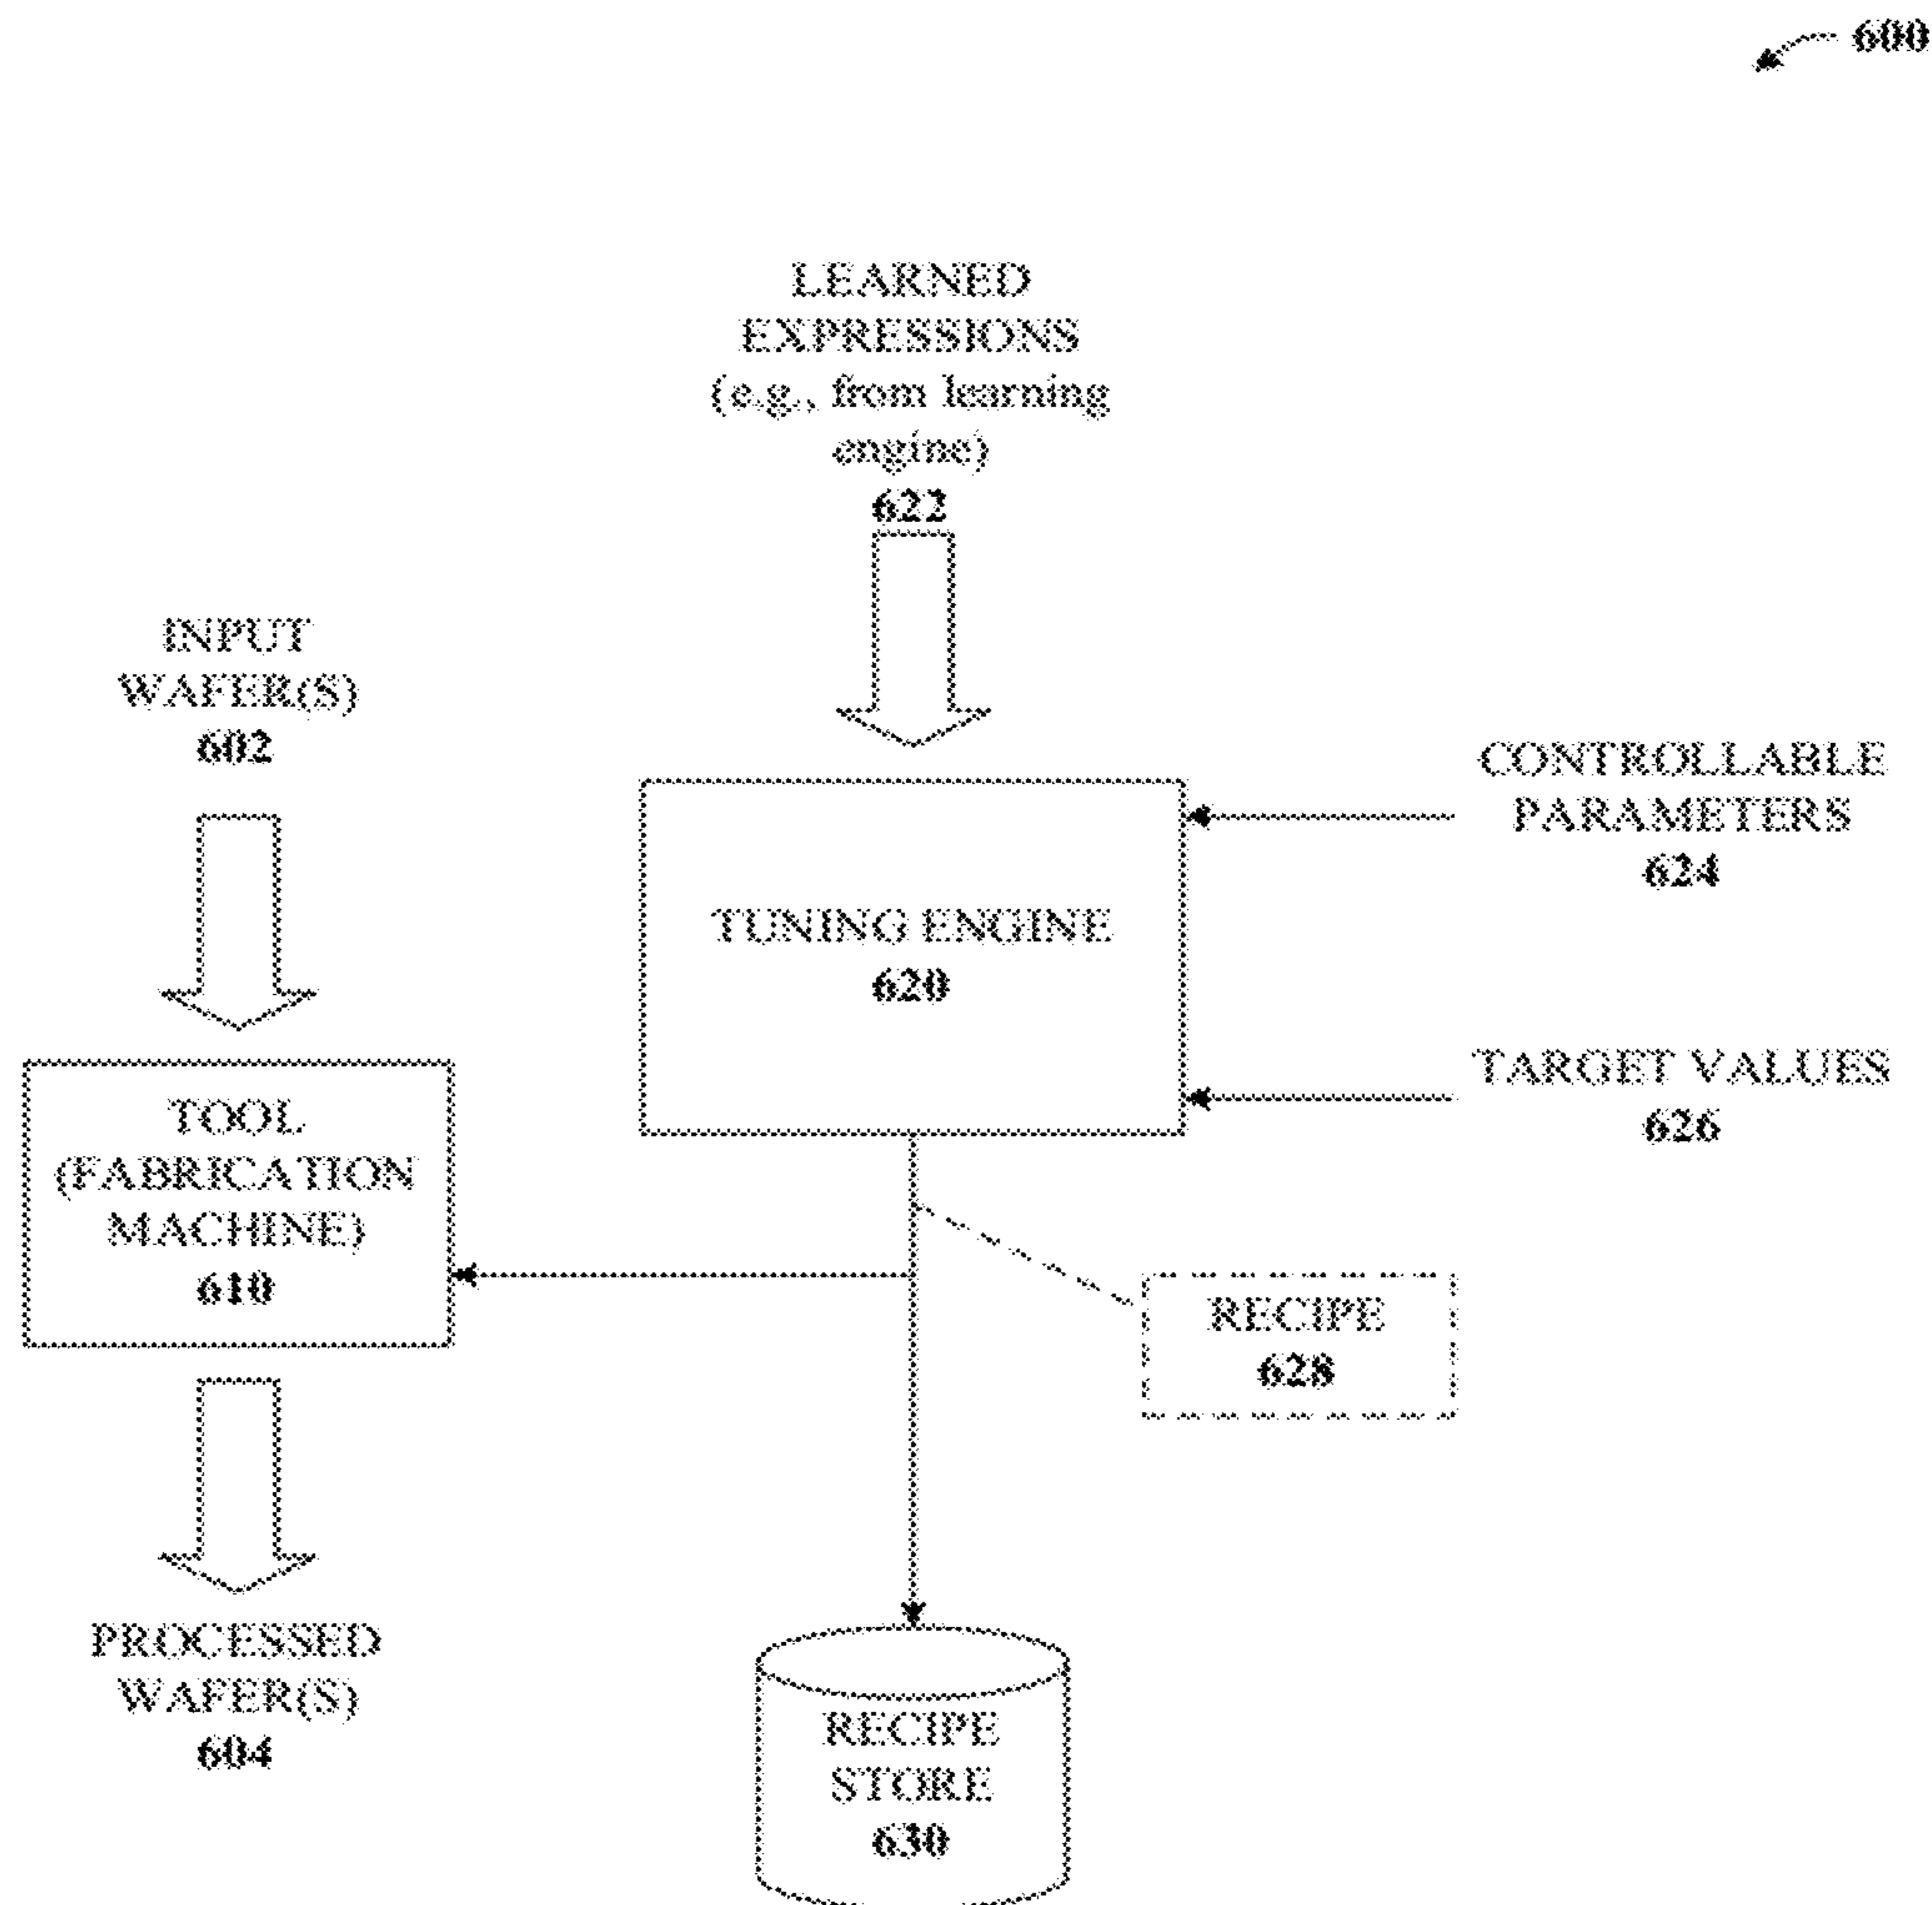 600
LEARNED
EXPRESSIONS
(e.g., from learning
engine)
622
INPUT
WAFER(S)
602
CONTROLLABLE
PARAMETERS
624
TUNING ENGINE
620
TARGET VALUES
626
TOOL
(FABRICATION
MACHINE)
610
RECIPE
628
PROCESSED
WAFER(S)
604
RECIPE
STORE
630